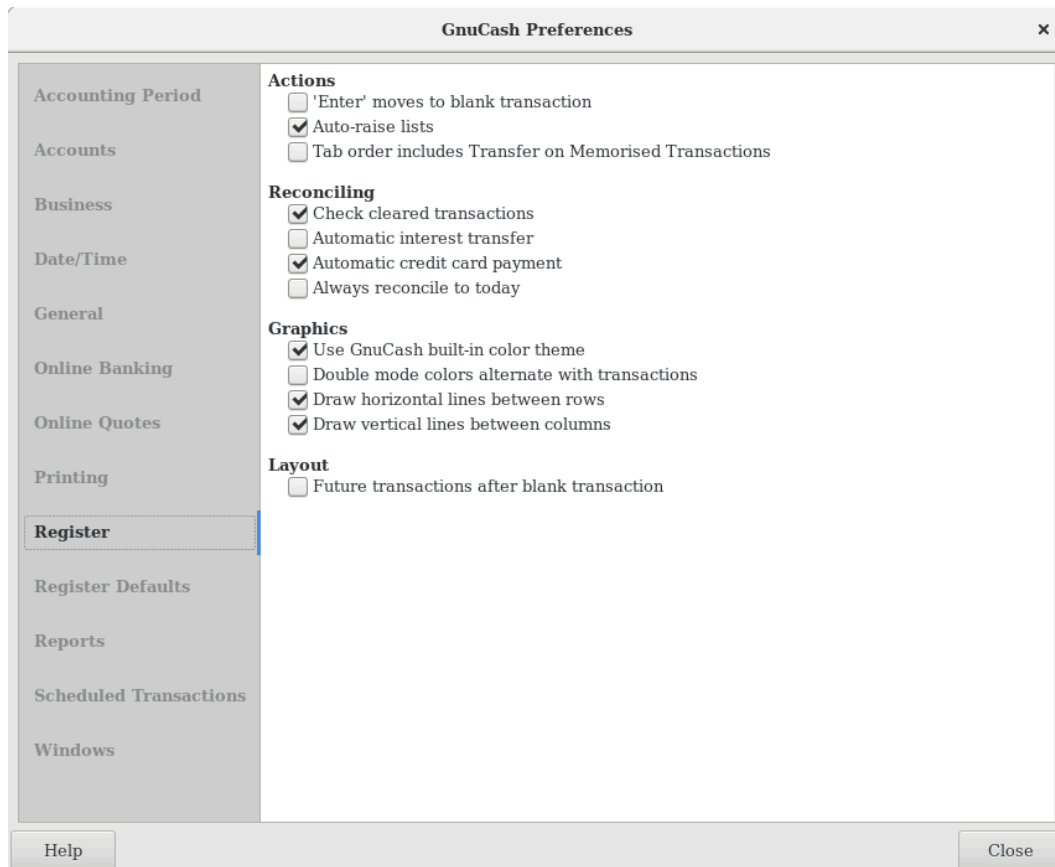 GnuCash Preferences
Accounting Period
Accounts
Business
Date/Time
General
Online Banking
Online Quotes
Printing
Register
Register Defaults
Reports
Scheduled Transactions
Windows
Actions
'Enter' moves to blank transaction
Auto-raise lists
Tab order includes Transfer on Memorised Transactions
Reconciling
Check cleared transactions
Automatic interest transfer
Automatic credit card payment
Always reconcile to today
Graphics
Use GnuCash built-in color theme
Double mode colors alternate with transactions
Draw horizontal lines between rows
Draw vertical lines between columns
Layout
Future transactions after blank transaction
Help
Close